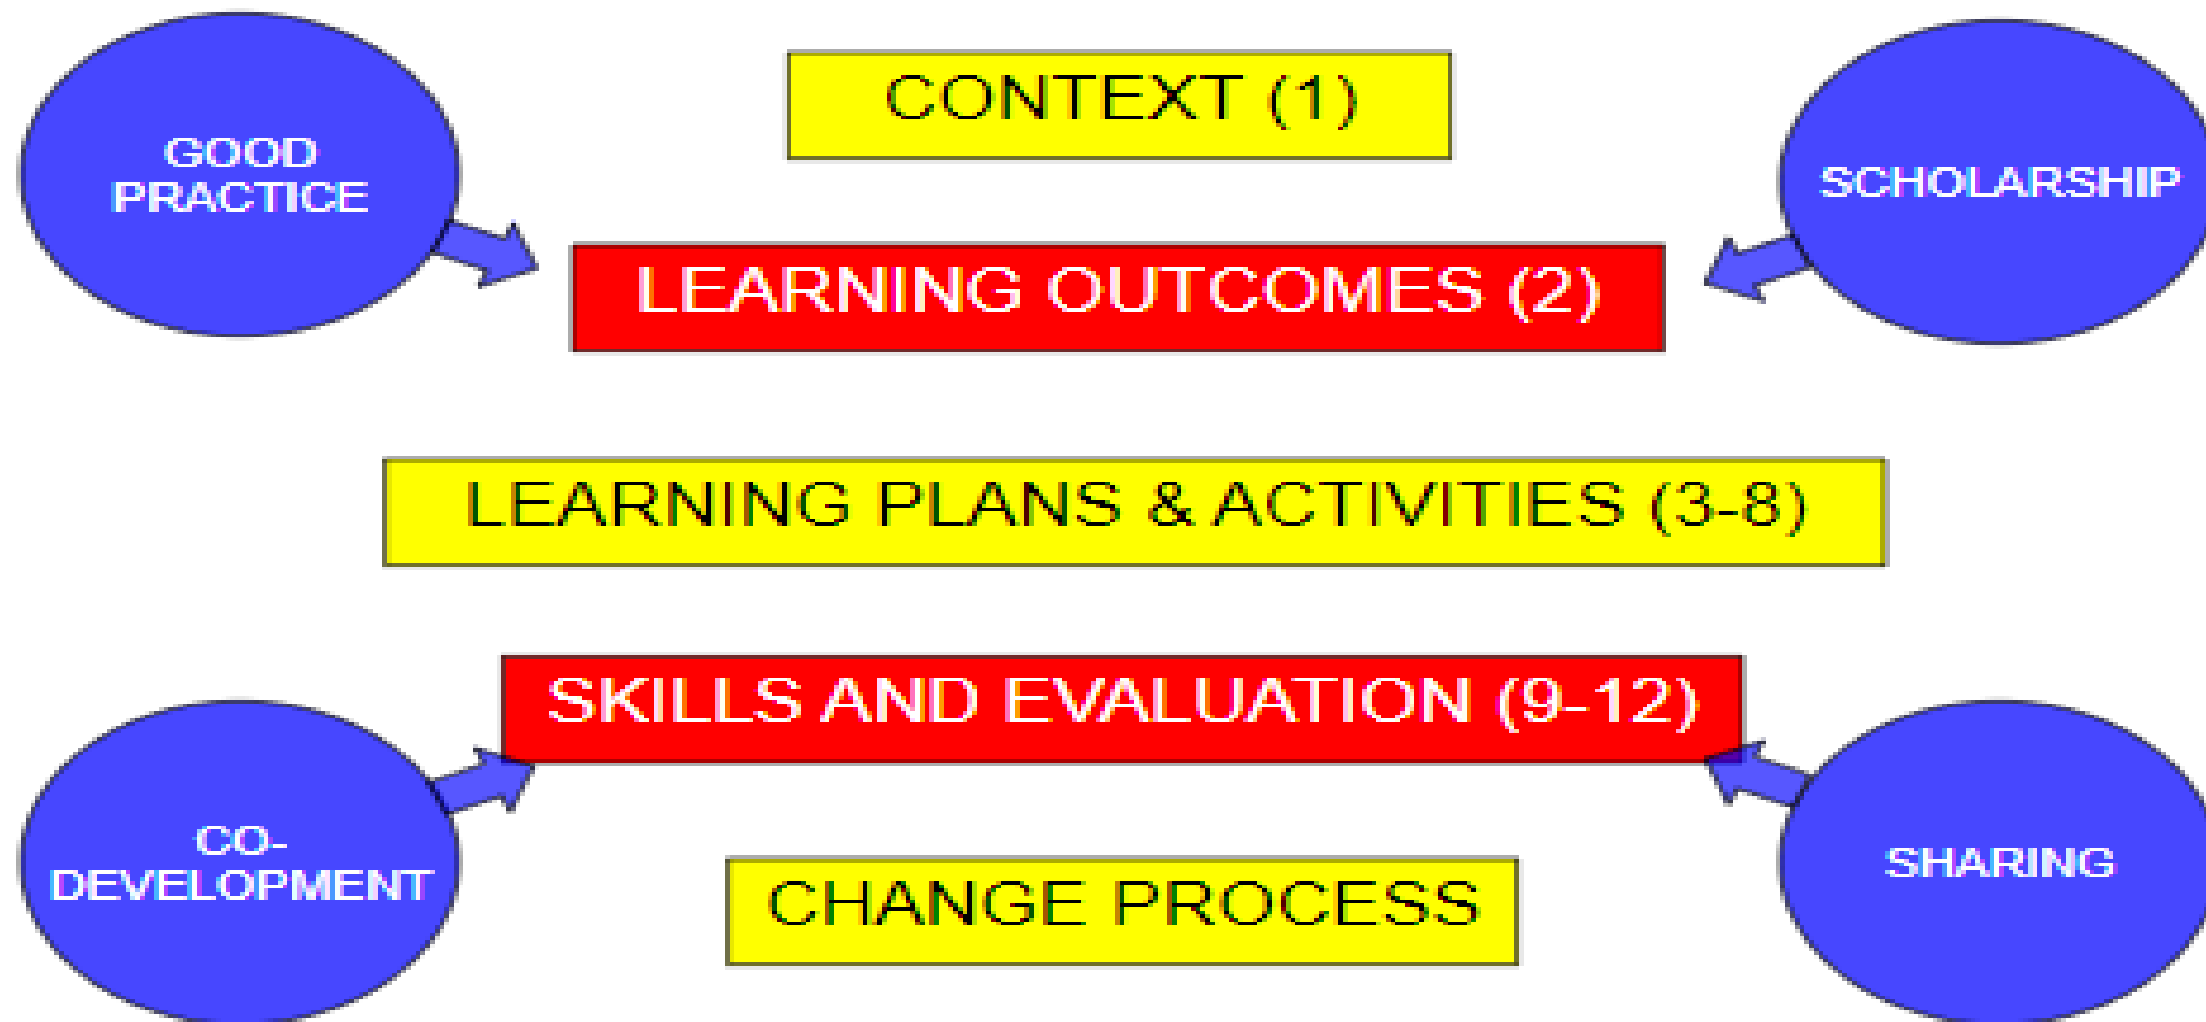 GOOD
PRACTICE
CONTEXT (1)
SCHOLARSHIP
LEARNING OUTCOMES (2)
LEARNING PLANS & ACTIVITIES (3-8)
SKILLS AND EVALUATION (9-12)
CO-
DEVELOPMENT
CHANGE PROCESS
SHARING